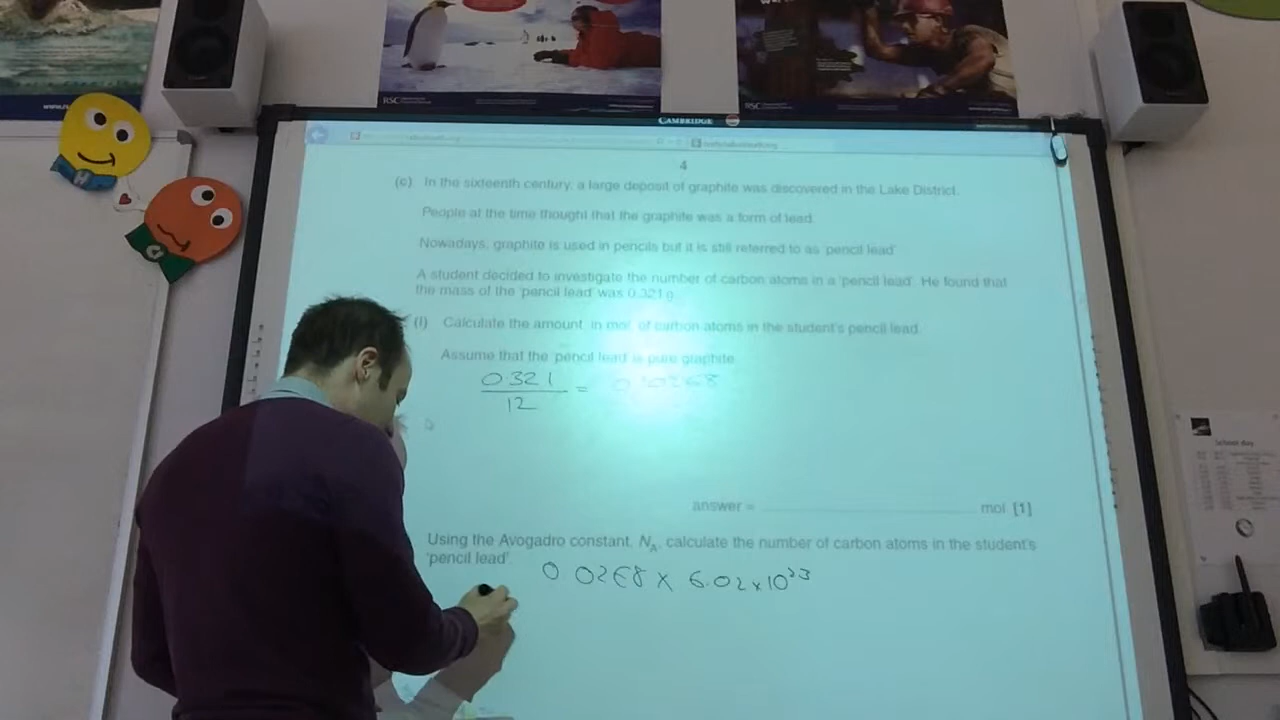 RSC
RSC
CAMBRIDGE
4
(c) In the sixteenth century, a large deposit of graphite was discovered in the Lake District.
People at the time thought that the graphite was a form of lead.
Nowadays, graphite is used in pencils but it is still referred to as 'pencil lead'.
A student decided to investigate the number of carbon atoms in a 'pencil lead'. He found that
the mass of the 'pencil lead' was 0.321 g.
(i) Calculate the amount, in mol, of carbon atoms in the student's pencil lead.
Assume that the 'pencil lead' is pure graphite.
0.321
=
12
answer = mol [1]
Using the Avogadro constant, NA, calculate the number of carbon atoms in the student's
'pencil lead'.
0.0268 x 6.02 x 10²³
School day
H
C